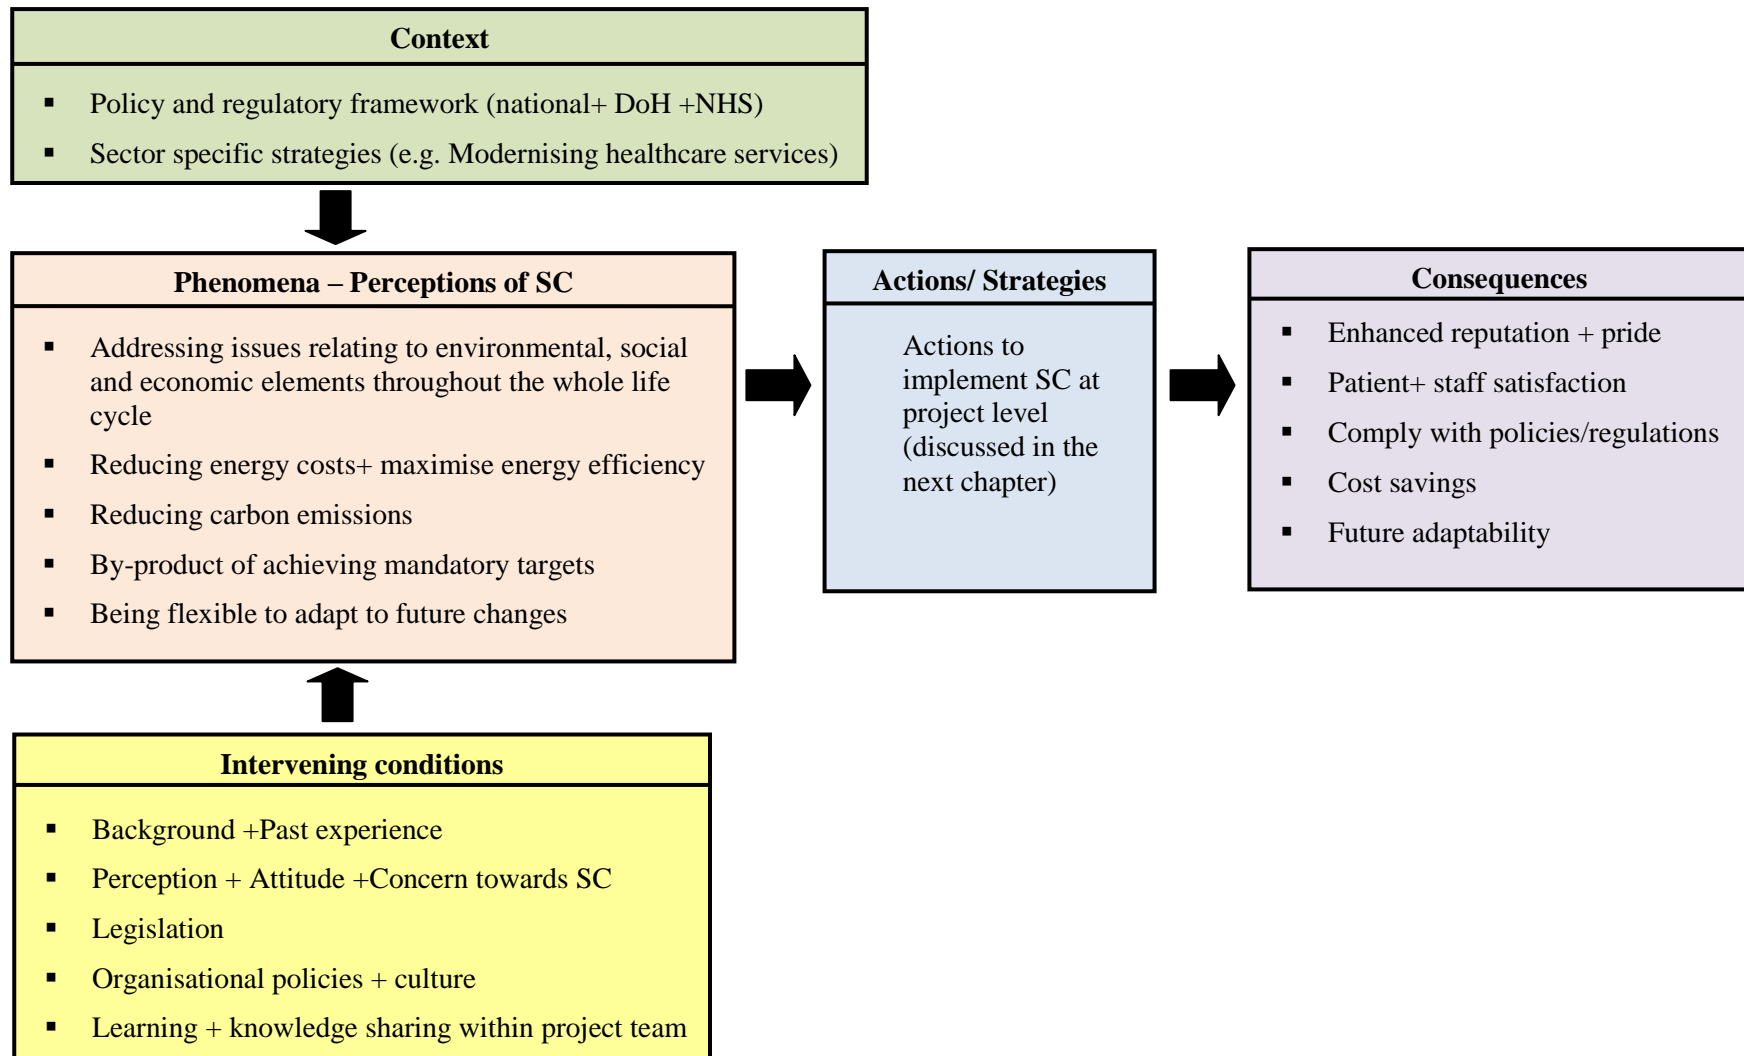 Context
▪ Policy and regulatory framework (national+ DoH +NHS)
▪ Sector specific strategies (e.g. Modernising healthcare services)
Phenomena – Perceptions of SC
▪ Addressing issues relating to environmental, social
and economic elements throughout the whole life
cycle
▪ Reducing energy costs+ maximise energy efficiency
▪ Reducing carbon emissions
▪ By-product of achieving mandatory targets
▪ Being flexible to adapt to future changes
Actions/ Strategies
Actions to
implement SC at
project level
(discussed in the
next chapter)
Consequences
▪ Enhanced reputation + pride
▪ Patient+ staff satisfaction
▪ Comply with policies/regulations
▪ Cost savings
▪ Future adaptability
Intervening conditions
▪ Background +Past experience
▪ Perception + Attitude +Concern towards SC
▪ Legislation
▪ Organisational policies + culture
▪ Learning + knowledge sharing within project team